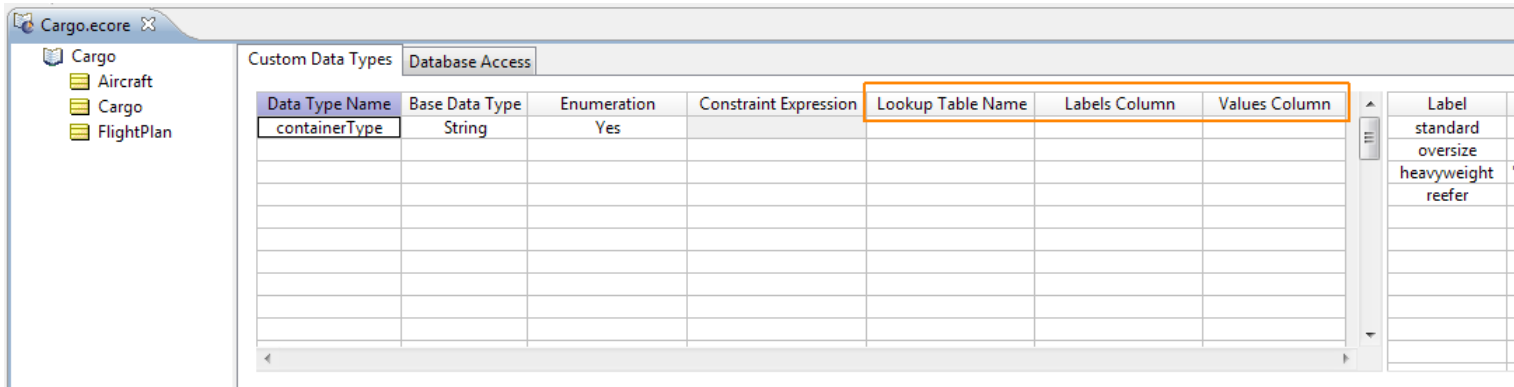 Cargo.ecore
Cargo
Aircraft
Cargo
FlightPlan
Custom Data Types Database Access
Data Type Name Base Data Type Enumeration Constraint Expression Lookup Table Name Labels Column Values Column
containerType String Yes
Label
standard
oversize
heavyweight
reefer